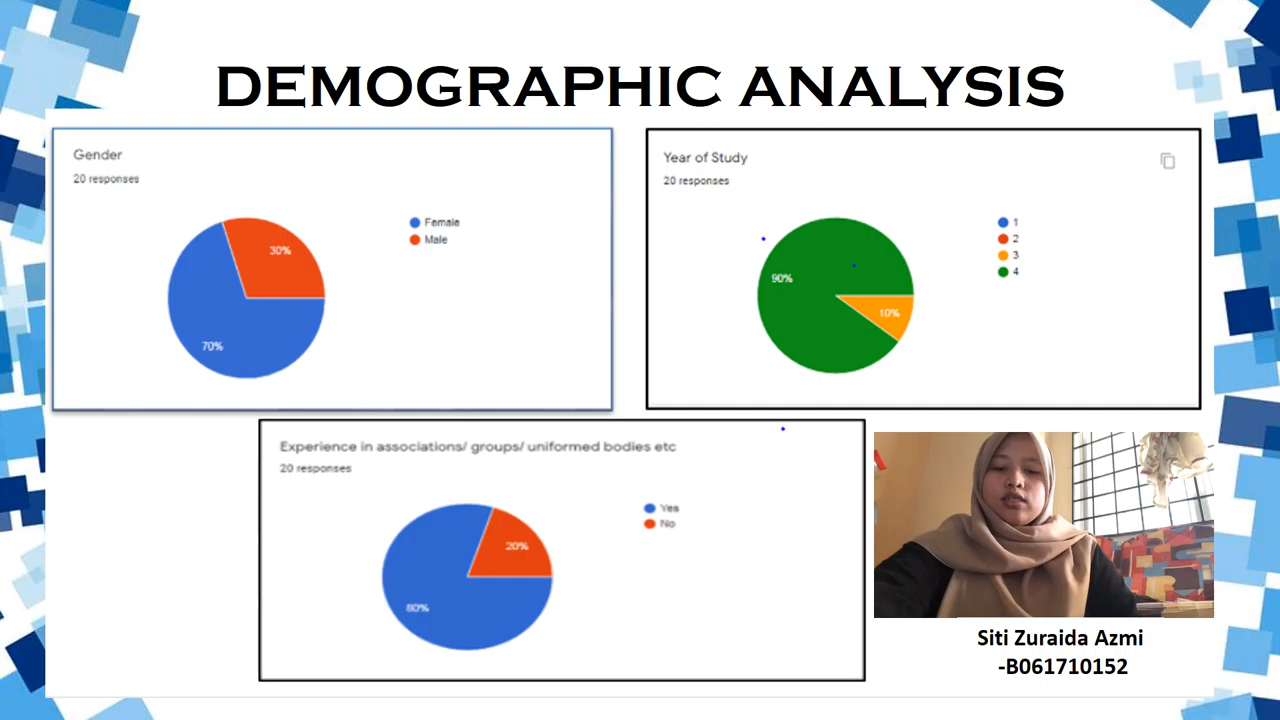 DEMOGRAPHIC ANALYSIS
Gender
20 responses
Female
Male
30%
70%
Year of Study
20 responses
1
2
3
4
90%
10%
Experience in associations/ groups/ uniformed bodies etc
20 responses
Yes
No
20%
80%
Siti Zuraida Azmi
-B061710152